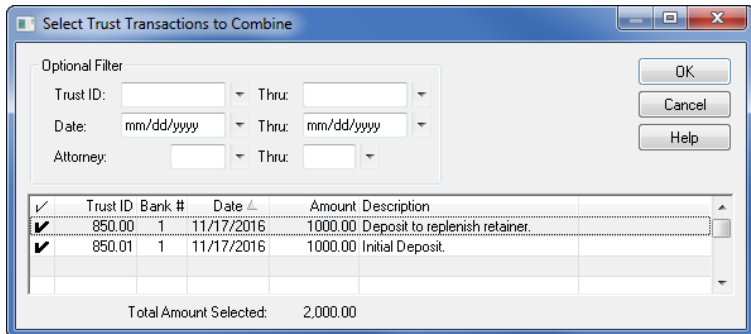 Select Trust Transactions to Combine
Optional Filter
Trust ID: Thru:
Date: mm/dd/yyyy Thru: mm/dd/yyyy
Attorney: Thru:
OK
Cancel
Help
Trust ID Bank # Date Amount Description
850.00 1 11/17/2016 1000.00 Deposit to replenish retainer.
850.01 1 11/17/2016 1000.00 Initial Deposit.
Total Amount Selected: 2,000.00